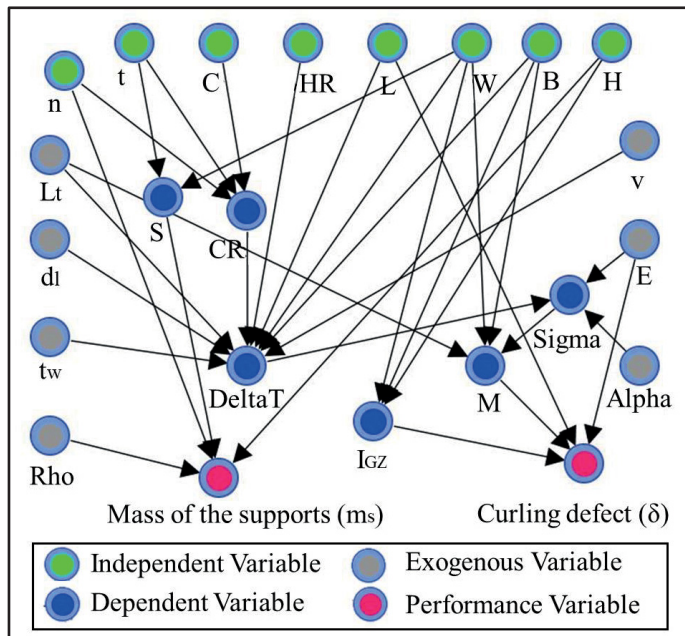 n
t
C
HR
L
W
B
H
Lt
S
CR
v
dl
Sigma
E
tw
DeltaT
M
Alpha
IGZ
Rho
Mass of the supports (ms)
Curling defect (δ)
Independent Variable
Exogenous Variable
Dependent Variable
Performance Variable